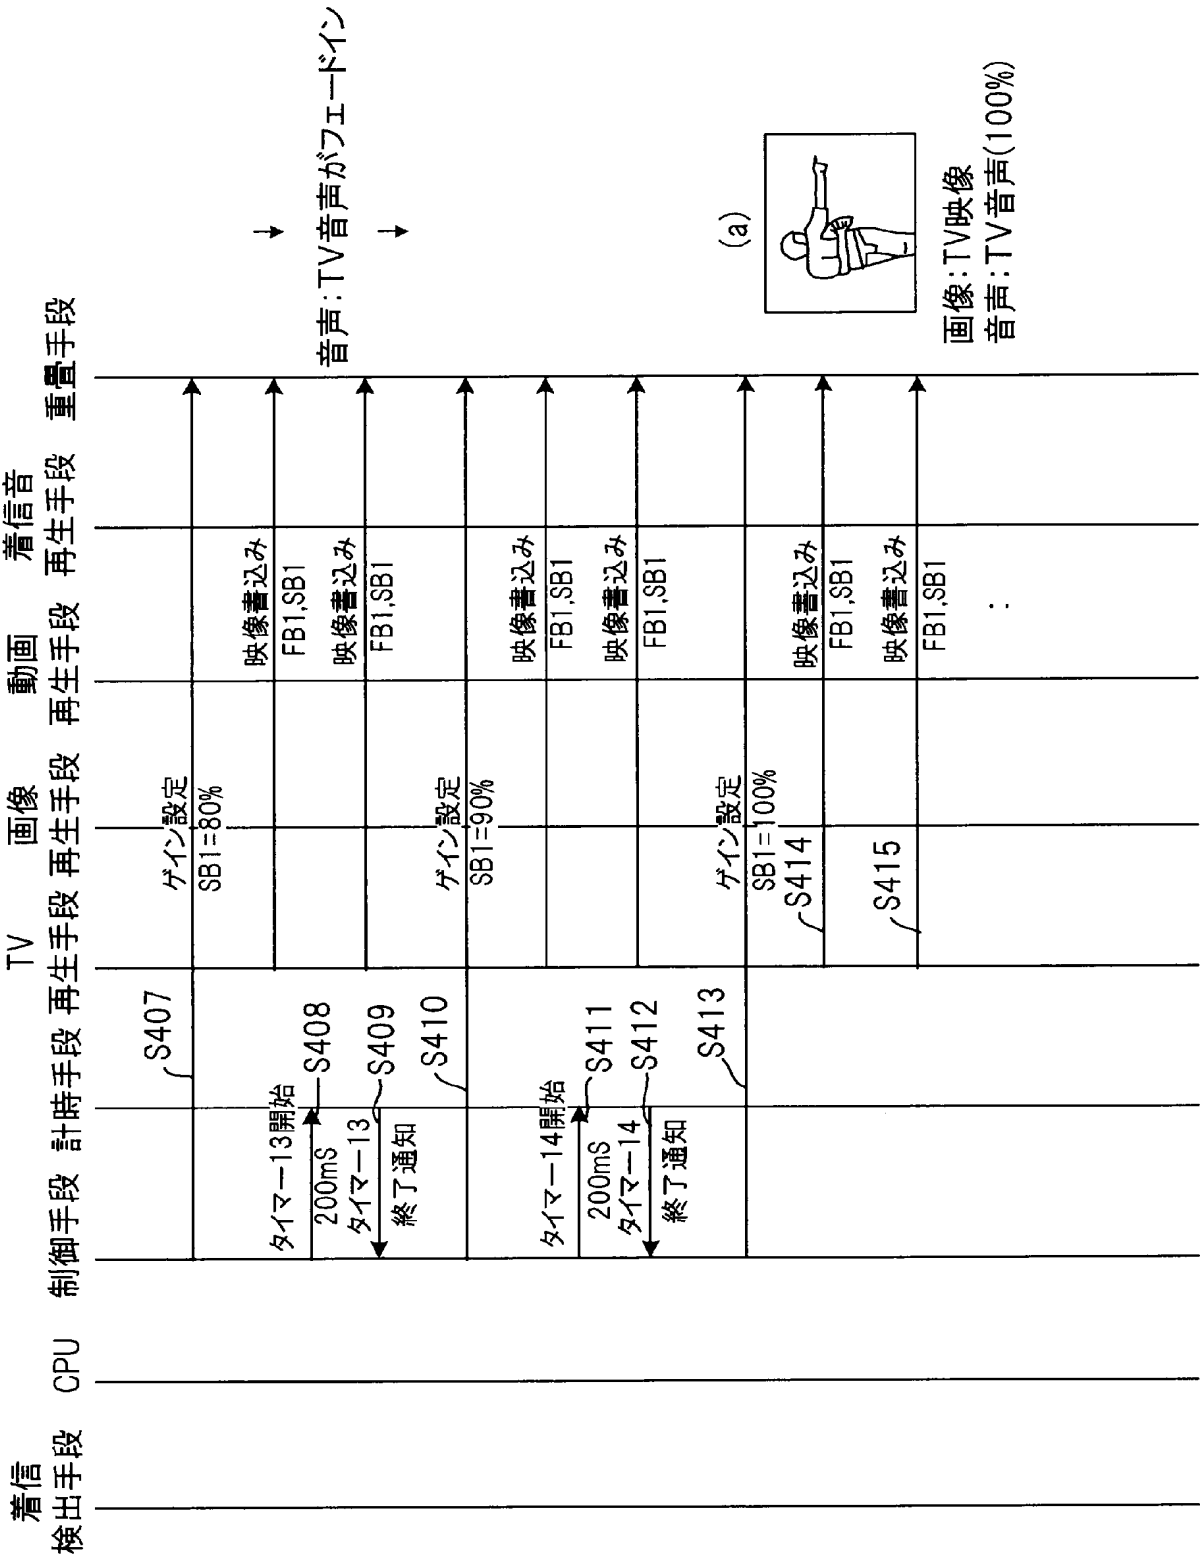 着信
検出手段
CPU
制御手段
計時手段
TV
再生手段
画像
再生手段
動画
再生手段
着信音
再生手段
重畳手段
S407
ゲイン設定
SB1=80%
映像書込み
FB1,SB1
タイマー13開始
S408
200mS
映像書込み
FB1,SB1
タイマー13
終了通知
S409
音声:TV音声がフェードイン
S410
ゲイン設定
SB1=90%
映像書込み
FB1,SB1
タイマー14開始
S411
200mS
映像書込み
FB1,SB1
タイマー14
終了通知
S412
S413
ゲイン設定
SB1=100%
S414
映像書込み
FB1,SB1
S415
映像書込み
FB1,SB1
:
(a)
画像:TV映像
音声:TV音声(100%)